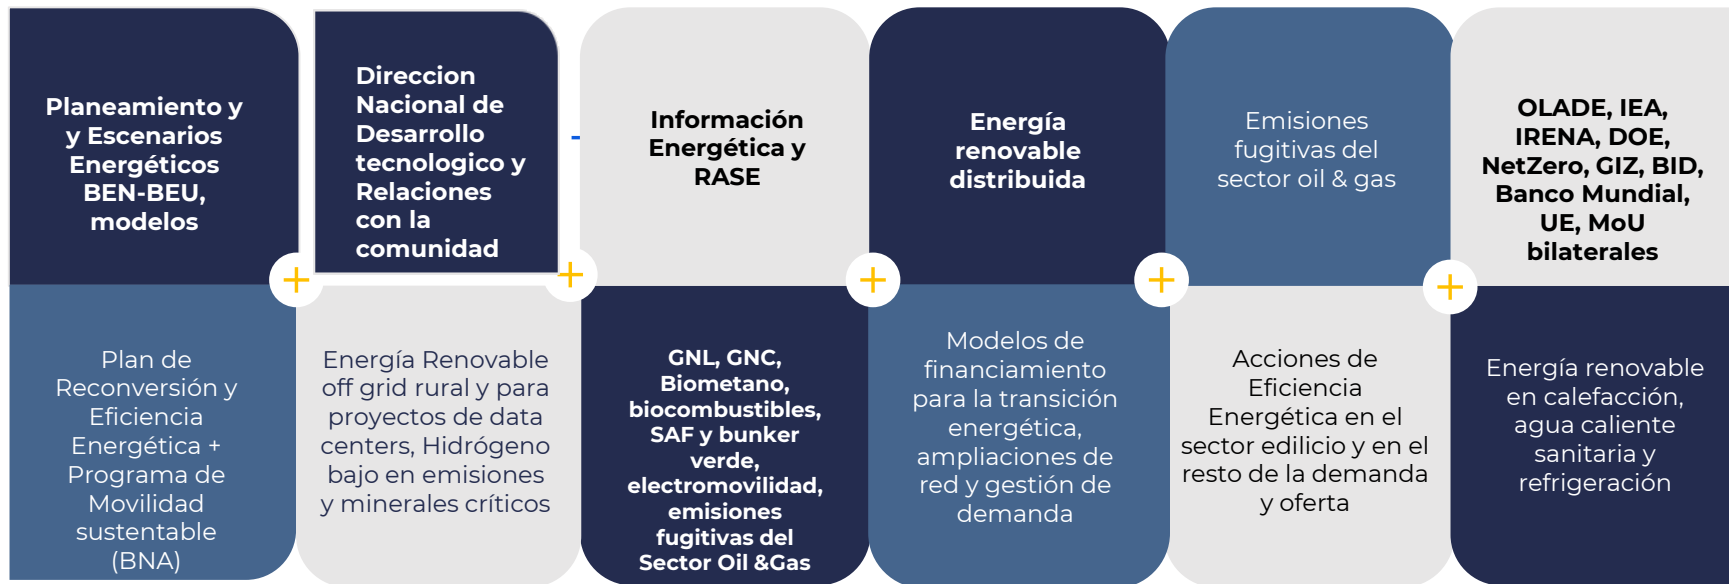 Planeamiento y
y Escenarios
Energéticos
BEN-BEU,
modelos
Direccion
Nacional de
Desarrollo
tecnologico y
Relaciones
con la
comunidad
Información
Energética y
RASE
Energía
renovable
distribuida
Emisiones
fugitivas del
sector oil & gas
OLADE, IEA,
IRENA, DOE,
NetZero, GIZ, BID,
Banco Mundial,
UE, MoU
bilaterales
Plan de
Reconversión y
Eficiencia
Energética +
Programa de
Movilidad
sustentable
(BNA)
Energía Renovable
off grid rural y para
proyectos de data
centers, Hidrógeno
bajo en emisiones
y minerales críticos
GNL, GNC,
Biometano,
biocombustibles,
SAF y bunker
verde,
electromovilidad,
emisiones
fugitivas del
Sector Oil &Gas
Modelos de
financiamiento
para la transición
energética,
ampliaciones de
red y gestión de
demanda
Acciones de
Eficiencia
Energética en el
sector edilicio y en el
resto de la demanda
y oferta
Energía renovable
en calefacción,
agua caliente
sanitaria y
refrigeración